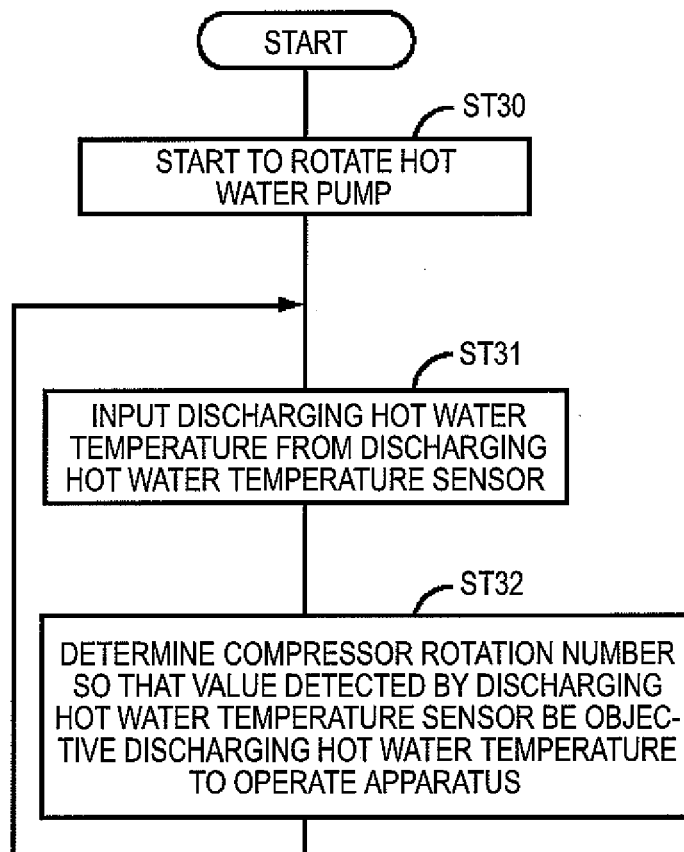 START
ST30
START TO ROTATE HOT
WATER PUMP
ST31
INPUT DISCHARGING HOT WATER
TEMPERATURE FROM DISCHARGING
HOT WATER TEMPERATURE SENSOR
ST32
DETERMINE COMPRESSOR ROTATION NUMBER
SO THAT VALUE DETECTED BY DISCHARGING
HOT WATER TEMPERATURE SENSOR BE OBJEC-
TIVE DISCHARGING HOT WATER TEMPERATURE
TO OPERATE APPARATUS